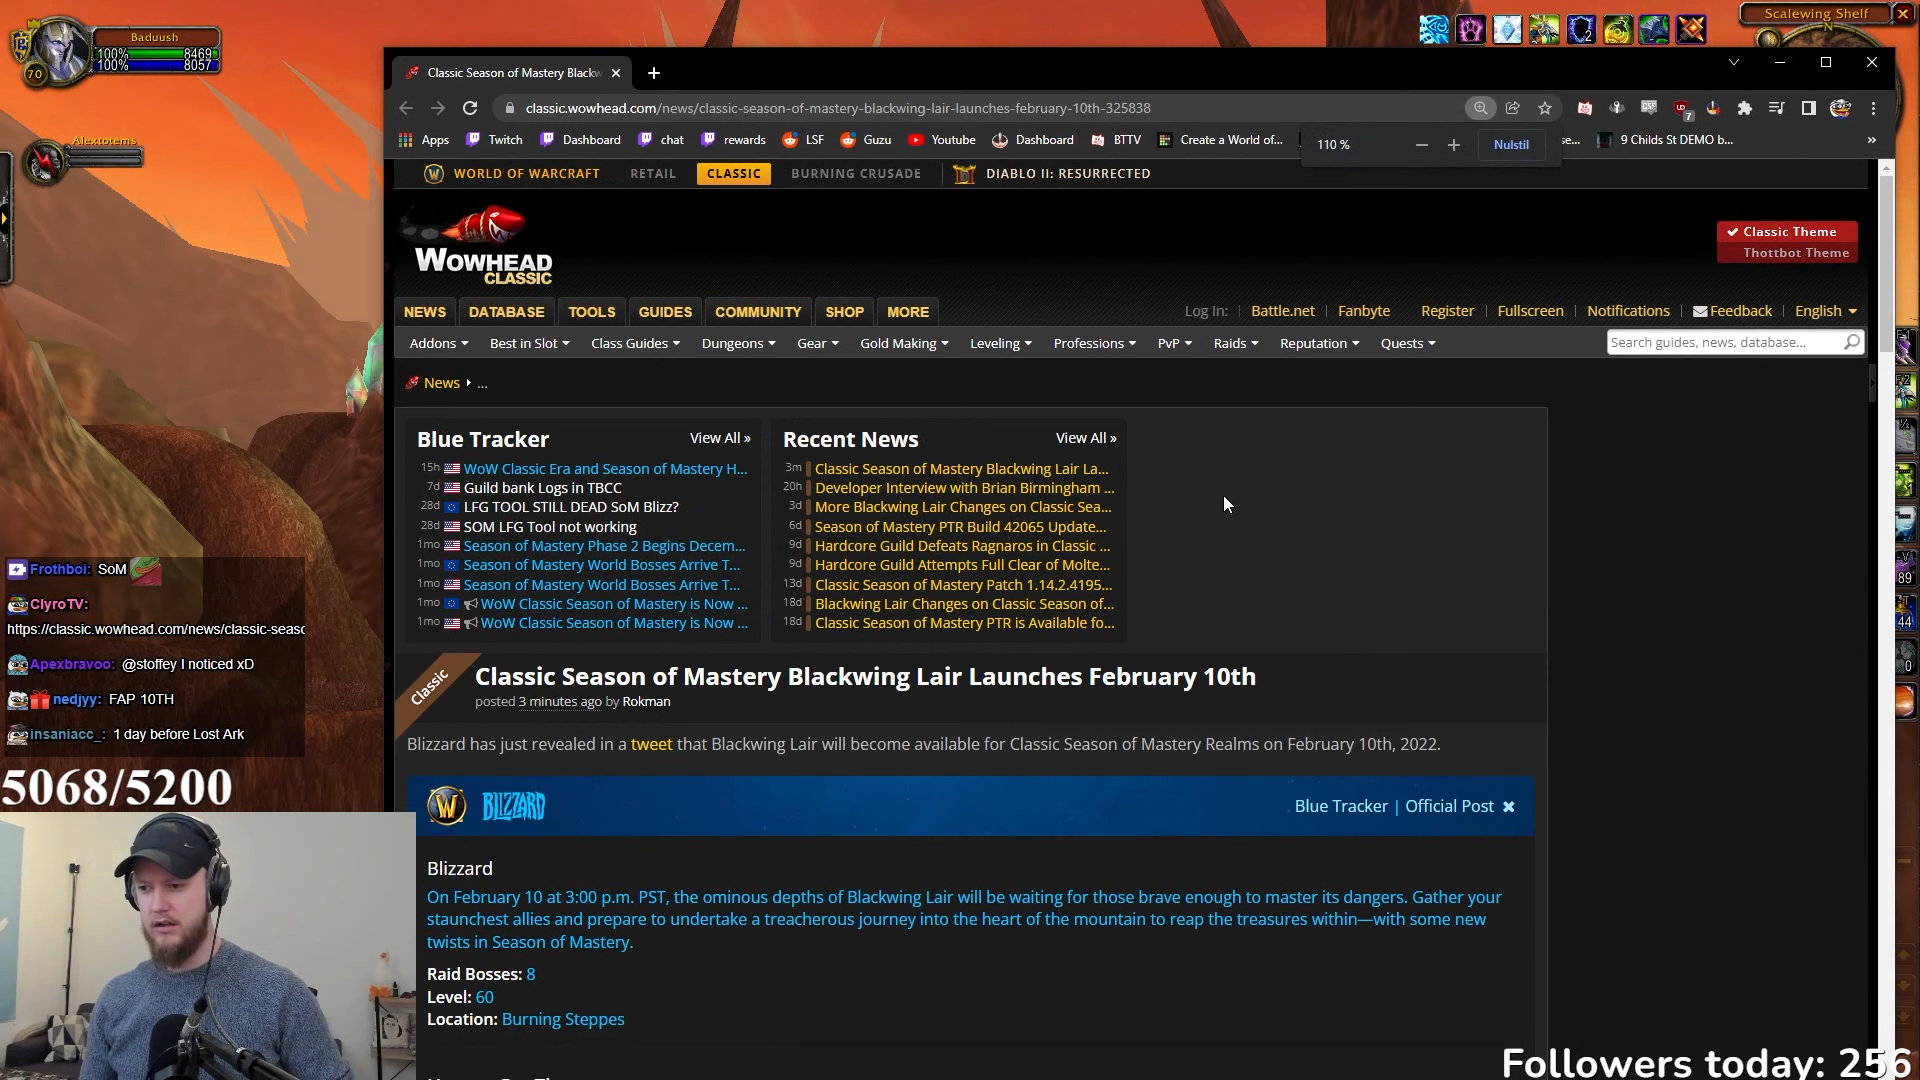 Baduush
100% 8469
100% 8057
70
Alextotems
Scalewing Shelf
N
2
Classic Season of Mastery Blackw
classic.wowhead.com/news/classic-season-of-mastery-blackwing-lair-launches-february-10th-325838
7
Apps Twitch Dashboard chat rewards LSF Guzu Youtube Dashboard BTTV Create a World of... se... 9 Childs St DEMO b... »
110 % Nulstil
WORLD OF WARCRAFT RETAIL CLASSIC BURNING CRUSADE DIABLO II: RESURRECTED
WOWHEAD
CLASSIC
Classic Theme
Thottbot Theme
NEWS DATABASE TOOLS GUIDES COMMUNITY SHOP MORE
Log In: Battle.net Fanbyte Register Fullscreen Notifications Feedback English
Addons Best in Slot Class Guides Dungeons Gear Gold Making Leveling Professions PvP Raids Reputation Quests
Search guides, news, database...
News ...
Blue Tracker View All »
15h WoW Classic Era and Season of Mastery H...
7d Guild bank Logs in TBCC
28d LFG TOOL STILL DEAD SoM Blizz?
28d SOM LFG Tool not working
1mo Season of Mastery Phase 2 Begins Decem...
1mo Season of Mastery World Bosses Arrive T...
1mo Season of Mastery World Bosses Arrive T...
1mo WoW Classic Season of Mastery is Now ...
1mo WoW Classic Season of Mastery is Now ...
Recent News View All »
3m Classic Season of Mastery Blackwing Lair La...
20h Developer Interview with Brian Birmingham ...
3d More Blackwing Lair Changes on Classic Sea...
6d Season of Mastery PTR Build 42065 Update...
9d Hardcore Guild Defeats Ragnaros in Classic ...
9d Hardcore Guild Attempts Full Clear of Molte...
13d Classic Season of Mastery Patch 1.14.2.4195...
18d Blackwing Lair Changes on Classic Season of...
18d Classic Season of Mastery PTR is Available fo...
Classic
Classic Season of Mastery Blackwing Lair Launches February 10th
posted 3 minutes ago by Rokman
Blizzard has just revealed in a tweet that Blackwing Lair will become available for Classic Season of Mastery Realms on February 10th, 2022.
BLIZZARD
Blue Tracker | Official Post
Blizzard
On February 10 at 3:00 p.m. PST, the ominous depths of Blackwing Lair will be waiting for those brave enough to master its dangers. Gather your
staunchest allies and prepare to undertake a treacherous journey into the heart of the mountain to reap the treasures within—with some new
twists in Season of Mastery.
Raid Bosses: 8
Level: 60
Location: Burning Steppes
Frothboi: SoM
ClyroTV:
https://classic.wowhead.com/news/classic-seaso
Apexbravoo: @stoffey I noticed xD
nedjyy: FAP 10TH
insaniacc_: 1 day before Lost Ark
5068/5200
89
44
0
Followers today: 256